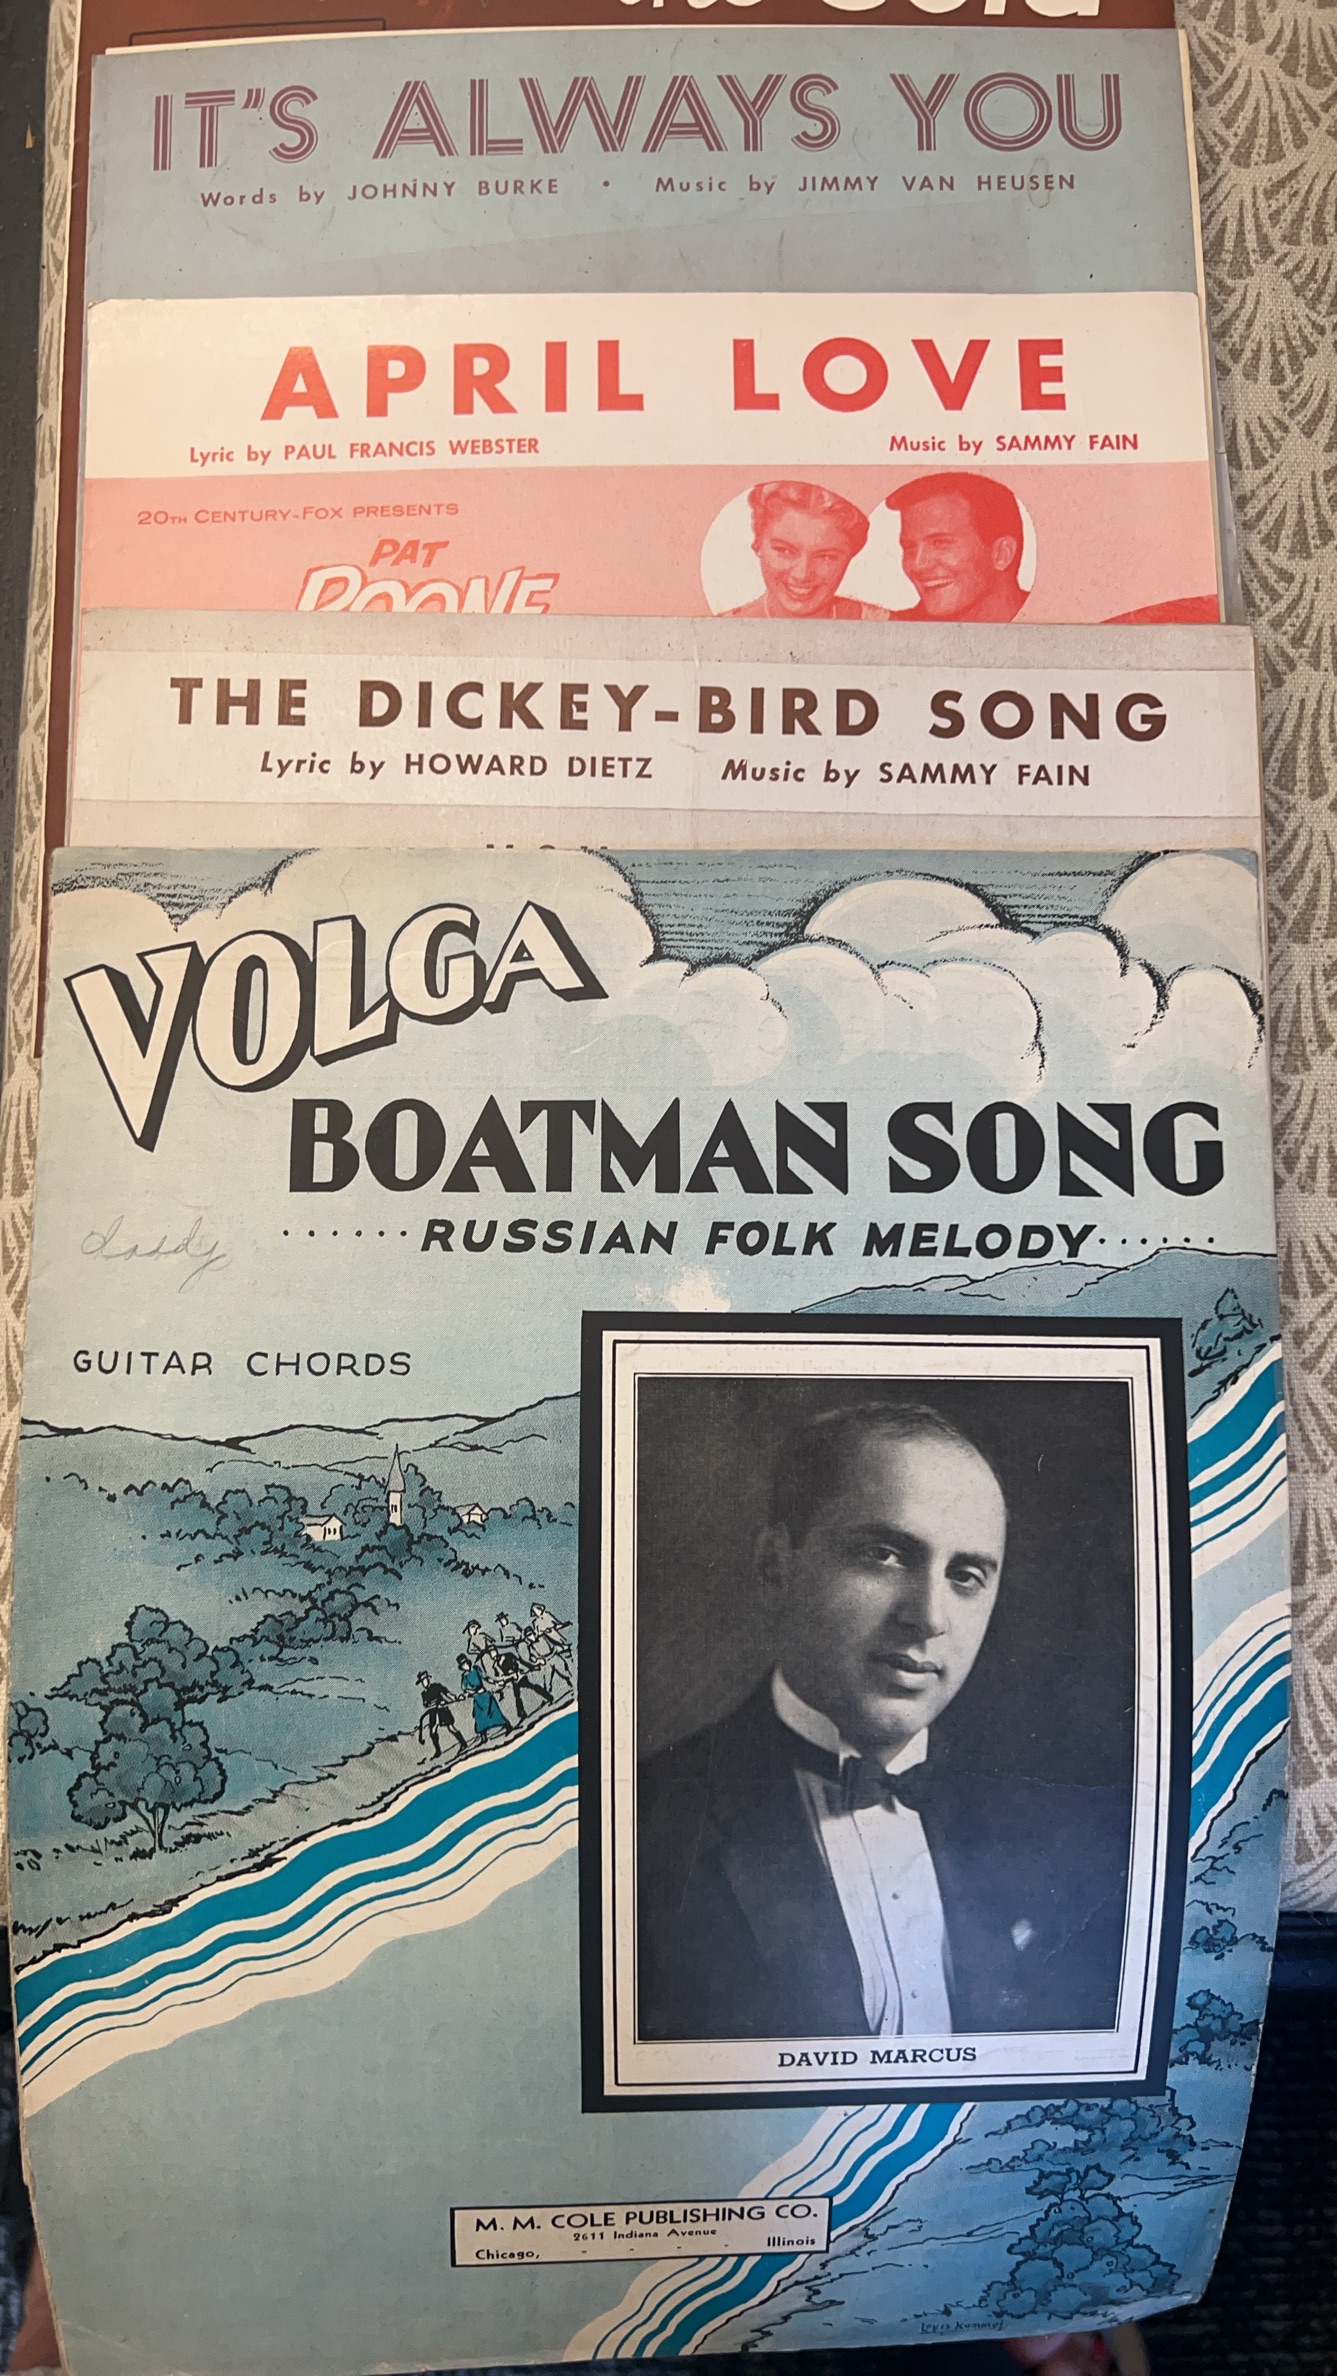 IT'S ALWAYS YOU
Words by JOHNNY BURKE • Music by JIMMY VAN HEUSEN
APRIL LOVE
Lyric by PAUL FRANCIS WEBSTER Music by SAMMY FAIN
20TH CENTURY-FOX PRESENTS
PAT
BOONE
THE DICKEY-BIRD SONG
Lyric by HOWARD DIETZ Music by SAMMY FAIN
VOLGA
BOATMAN SONG
......RUSSIAN FOLK MELODY......
daddy
GUITAR CHORDS
DAVID MARCUS
M. M. COLE PUBLISHING CO.
2611 Indiana Avenue
Chicago, - - - - Illinois